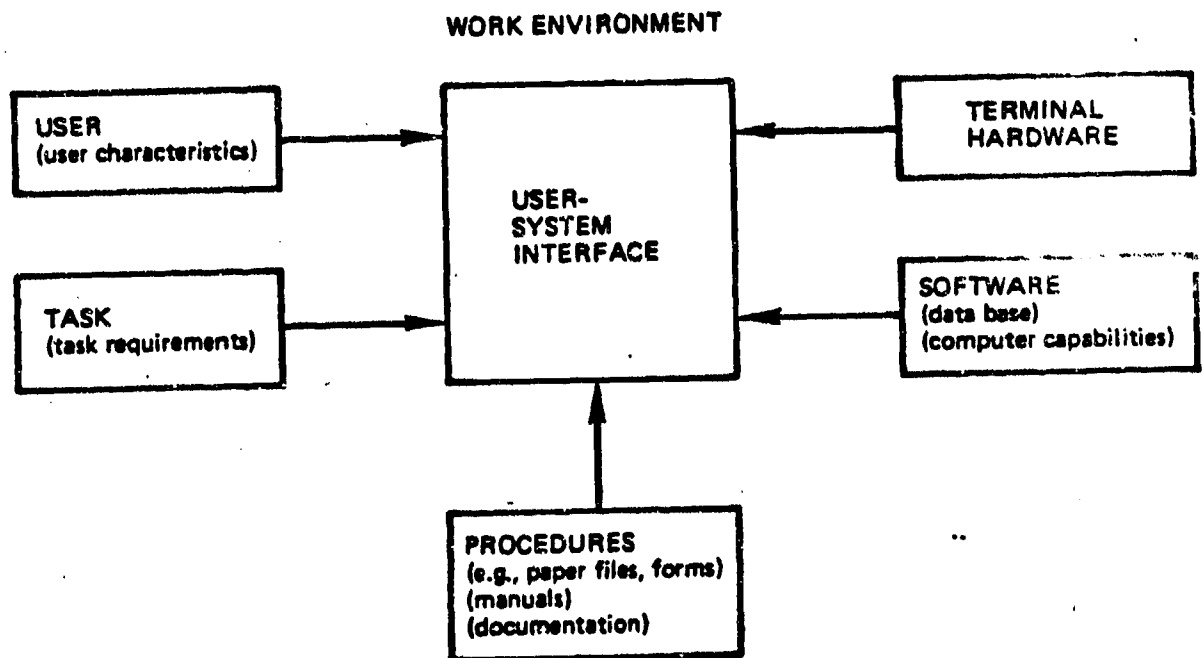 WORK ENVIRONMENT
USER
(user characteristics)
TASK
(task requirements)
USER-
SYSTEM
INTERFACE
TERMINAL
HARDWARE
SOFTWARE
(data base)
(computer capabilities)
PROCEDURES
(e.g., paper files, forms)
(manuals)
(documentation)